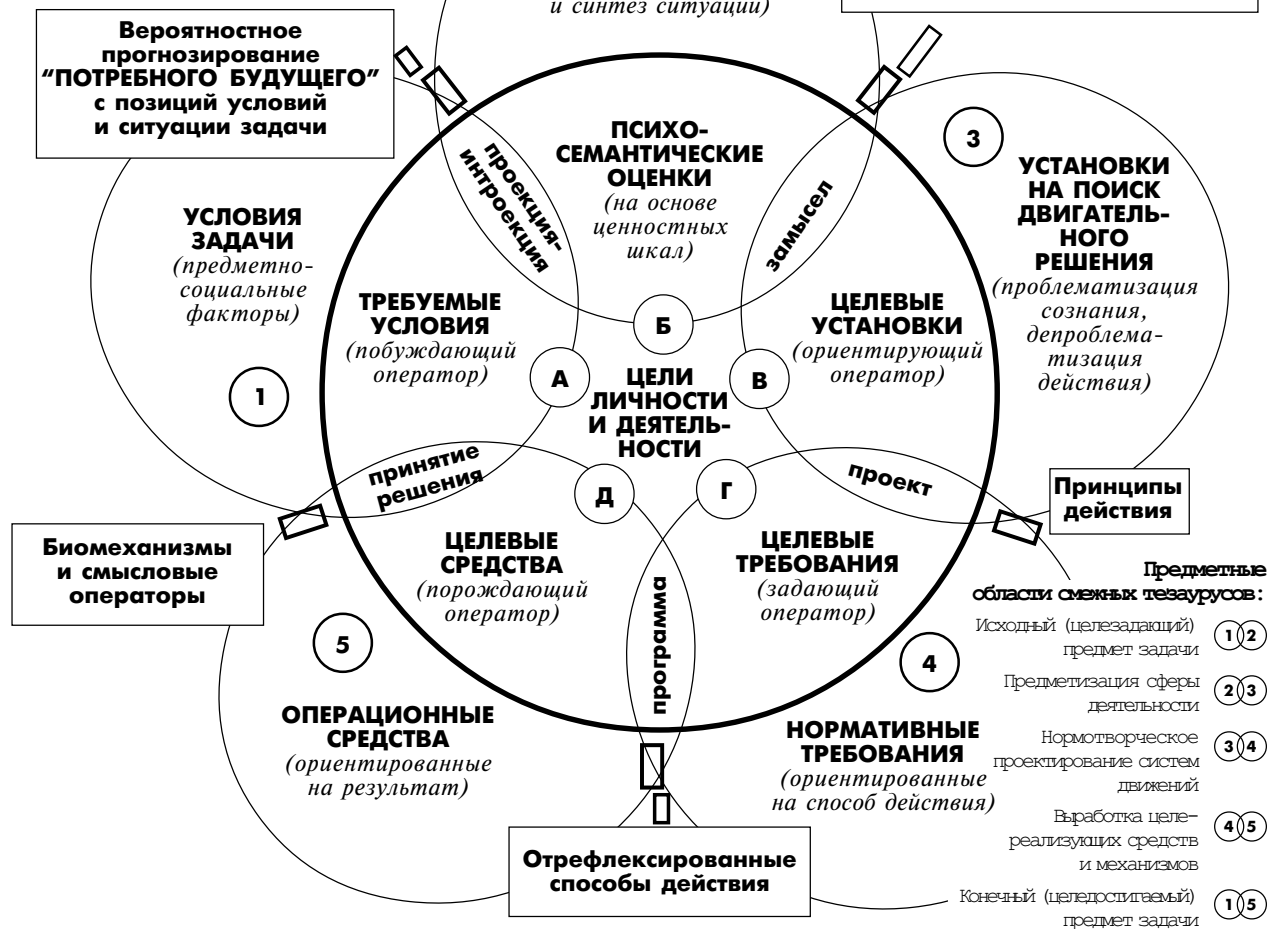 и синтез ситуации)
Вероятностное
прогнозирование
“ПОТРЕБНОГО БУДУЩЕГО”
с позиций условий
и ситуации задачи
ПСИХО-
СЕМАНТИЧЕСКИЕ
ОЦЕНКИ
(на основе
ценностных
шкал)
проекция-
интроекция
замысел
3
УСТАНОВКИ
НА ПОИСК
ДВИГАТЕЛЬ-
НОГО
РЕШЕНИЯ
(проблематизация
сознания,
депроблема-
тизация
действия)
УСЛОВИЯ
ЗАДАЧИ
(предметно-
социальные
факторы)
1
ТРЕБУЕМЫЕ
УСЛОВИЯ
(побуждающий
оператор)
А
Б
В
ЦЕЛЕВЫЕ
УСТАНОВКИ
(ориентирующий
оператор)
ЦЕЛИ
ЛИЧНОСТИ
И ДЕЯТЕЛЬ-
НОСТИ
принятие
решения
Д
Г
проект
Принципы
действия
Биомеханизмы
и смысловые
операторы
ЦЕЛЕВЫЕ
СРЕДСТВА
(порождающий
оператор)
программа
ЦЕЛЕВЫЕ
ТРЕБОВАНИЯ
(задающий
оператор)
5
4
ОПЕРАЦИОННЫЕ
СРЕДСТВА
(ориентированные
на результат)
НОРМАТИВНЫЕ
ТРЕБОВАНИЯ
(ориентированные
на способ действия)
Отрефлексированные
способы действия
Предметные
области смежных тезаурусов:
Исходный (целезадающий)
предмет задачи
1 2
Предметизация сферы
деятельности
2 3
Нормотворческое
проектирование систем
движений
3 4
Выработка целе-
реализующих средств
и механизмов
4 5
Конечный (целедостигаемый)
предмет задачи
1 5